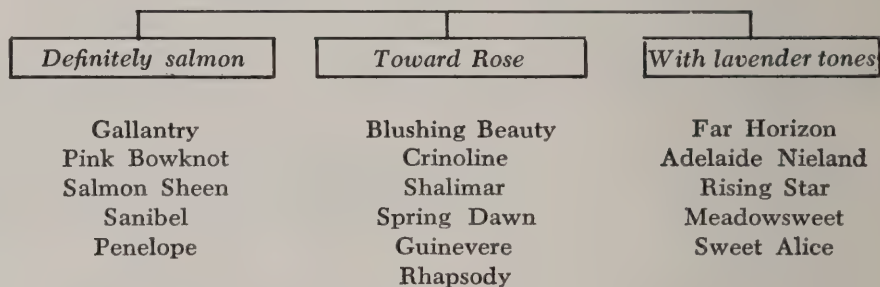 Definitely salmon
Gallantry
Pink Bowknot
Salmon Sheen
Sanibel
Penelope
Toward Rose
Blushing Beauty
Crinoline
Shalimar
Spring Dawn
Guinevere
Rhapsody
With lavender tones
Far Horizon
Adelaide Nieland
Rising Star
Meadowsweet
Sweet Alice